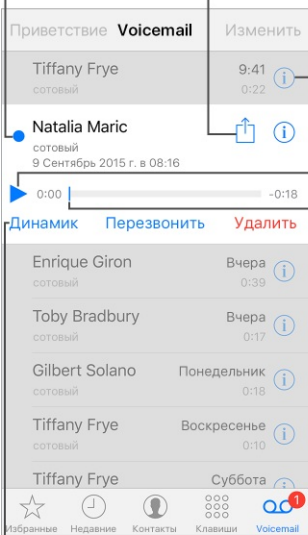 Приветствие Voicemail Изменить
Tiffany Frye 9:41
сотовый 0:22
Natalia Maric
сотовый
9 Сентябрь 2015 г. в 08:16
0:00 -0:18
Динамик Перезвонить Удалить
Enrique Giron Вчера
сотовый 0:39
Toby Bradbury Вчера
сотовый 0:17
Gilbert Solano Понедельник
сотовый 0:18
Tiffany Frye Воскресенье
сотовый 0:10
Tiffany Frye Суббота
1
Избранные Недавние Контакты Клавиши Voicemail